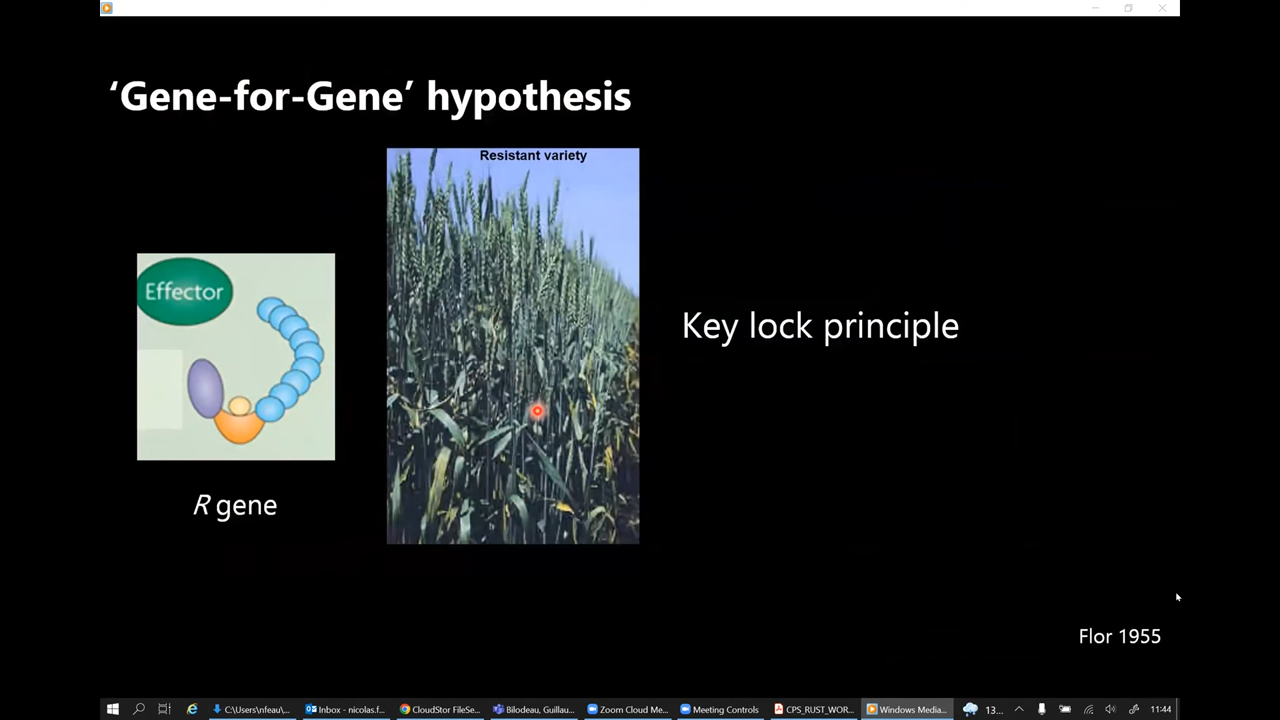 ‘Gene-for-Gene’ hypothesis
Resistant variety
Effector
Key lock principle
R gene
Flor 1955
C:\Users\nfeau\...
Inbox - nicolas.f...
CloudStor FileSe...
Bilodeau, Guillau...
Zoom Cloud Me...
Meeting Controls
CPS_RUST_WOR...
Windows Media...
13...
11:44